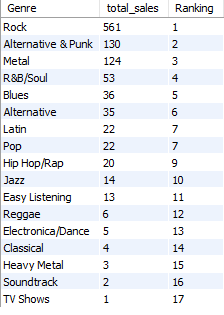 Genre total_sales Ranking
Rock 561 1
Alternative & Punk 130 2
Metal 124 3
R&B/Soul 53 4
Blues 36 5
Alternative 35 6
Latin 22 7
Pop 22 7
Hip Hop/Rap 20 9
Jazz 14 10
Easy Listening 13 11
Reggae 6 12
Electronica/Dance 5 13
Classical 4 14
Heavy Metal 3 15
Soundtrack 2 16
TV Shows 1 17